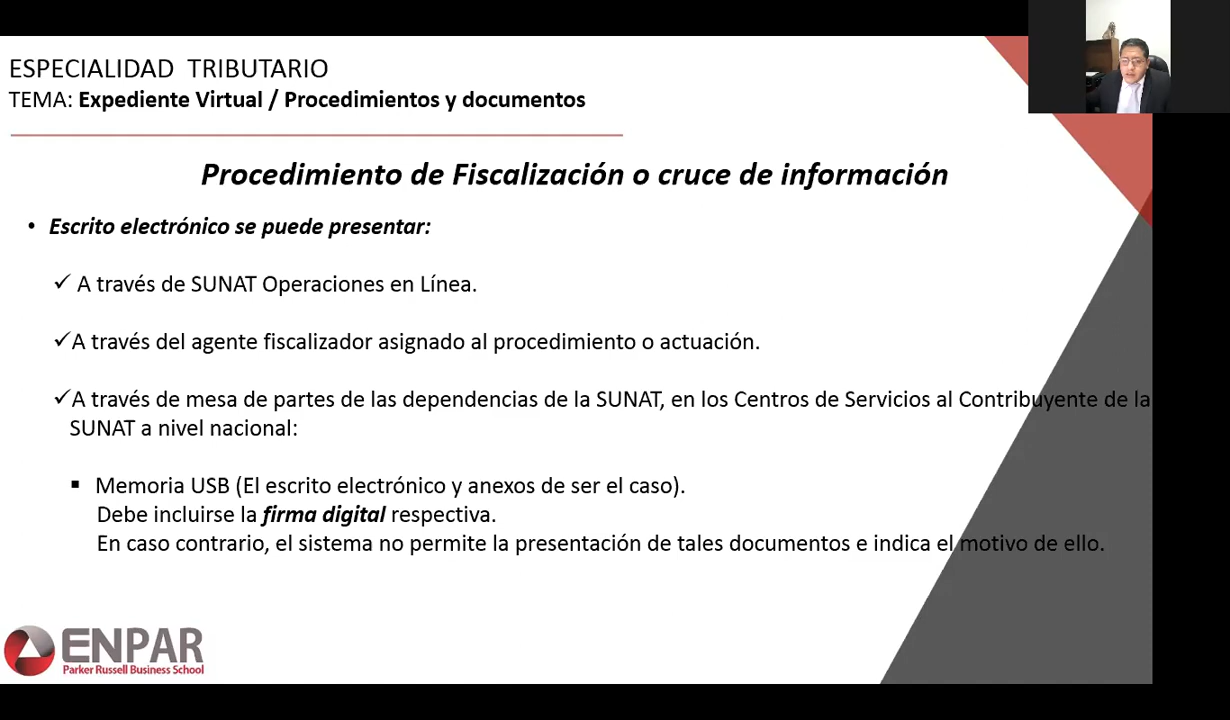 ESPECIALIDAD TRIBUTARIO
TEMA: Expediente Virtual / Procedimientos y documentos
Procedimiento de Fiscalización o cruce de información
• Escrito electrónico se puede presentar:
✓ A través de SUNAT Operaciones en Línea.
✓A través del agente fiscalizador asignado al procedimiento o actuación.
✓A través de mesa de partes de las dependencias de la SUNAT, en los Centros de Servicios al Contribuyente de la
SUNAT a nivel nacional:
▪ Memoria USB (El escrito electrónico y anexos de ser el caso).
Debe incluirse la firma digital respectiva.
En caso contrario, el sistema no permite la presentación de tales documentos e indica el motivo de ello.
ENPAR
Parker Russell Business School